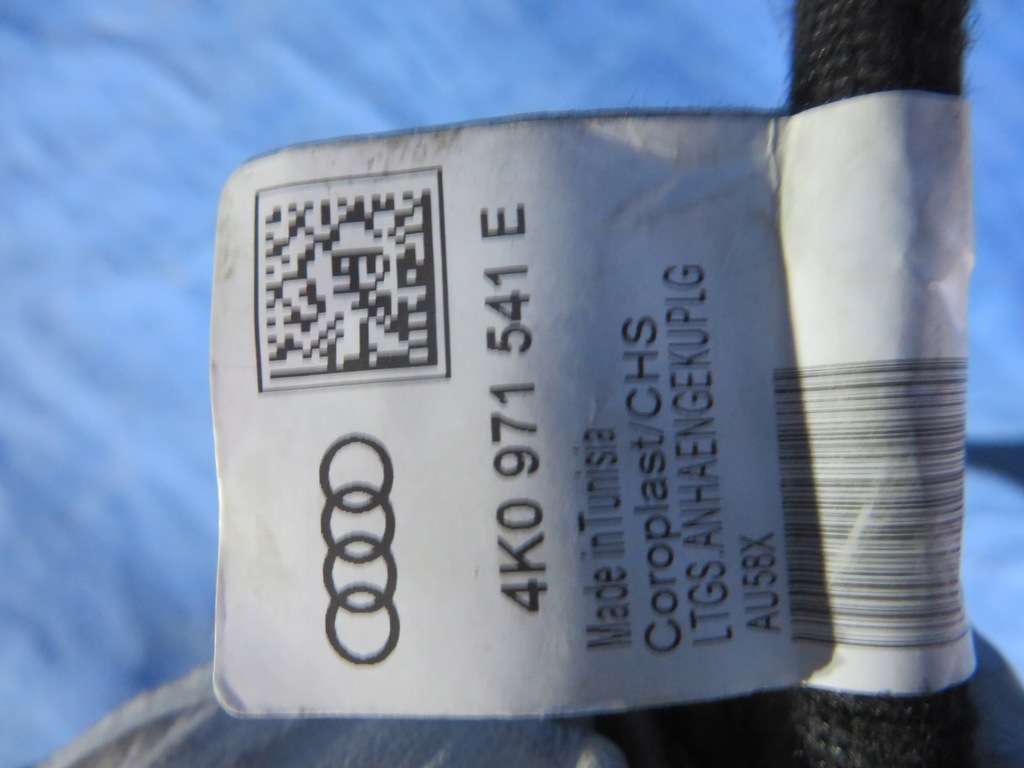 4K0 971 541 E
Made in Tunisia
Coroplast/CHS
LTGS.ANHAENGEKUPLG
AU58X